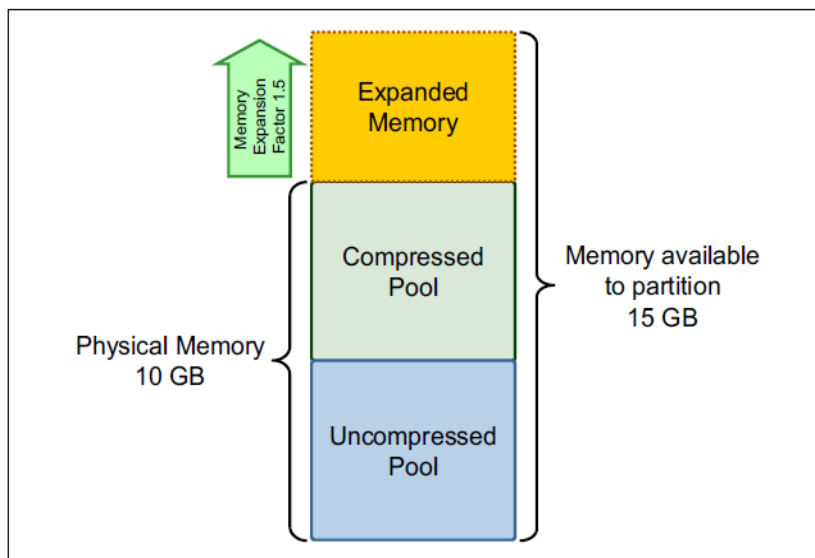 Memory
Expansion
Factor 1.5
Expanded
Memory
Compressed
Pool
Memory available
to partition
15 GB
Physical Memory
10 GB
Uncompressed
Pool